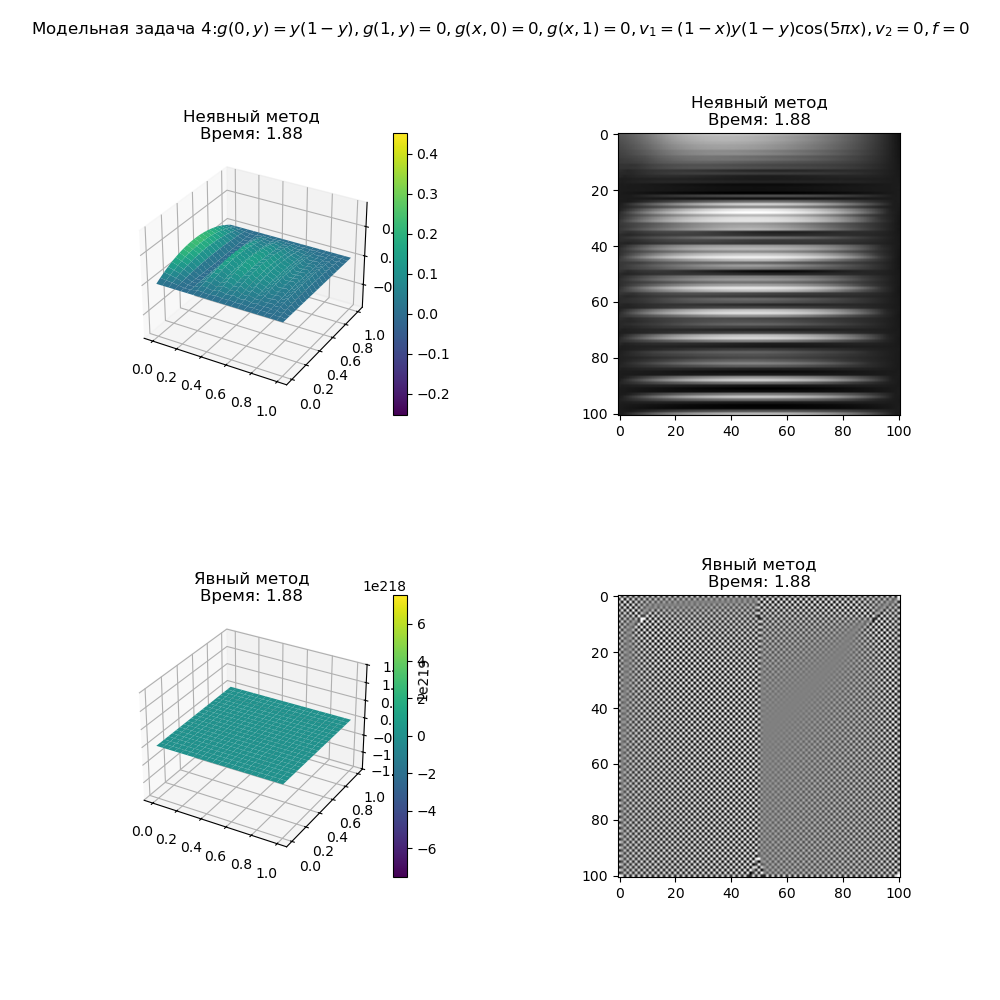 Модельная задача 4:g(0, y) = y(1 − y), g(1, y) = 0, g(x, 0) = 0, g(x, 1) = 0, v₁ = (1 − x)y(1 − y)cos(5πx), v₂ = 0, f = 0
Неявный метод
Время: 1.88
0.0 0.2 0.4 0.6 0.8 1.0
0.0 0.2 0.4 0.6 0.8 1.0
0.4
0.3
0.2
0.1
0.0
−0.1
−0.2
Неявный метод
Время: 1.88
0
20
40
60
80
100
0 20 40 60 80 100
Явный метод
Время: 1.88
0.0 0.2 0.4 0.6 0.8 1.0
0.0 0.2 0.4 0.6 0.8 1.0
1e219
1e218
6
4
2
0
−2
−4
−6
Явный метод
Время: 1.88
0
20
40
60
80
100
0 20 40 60 80 100